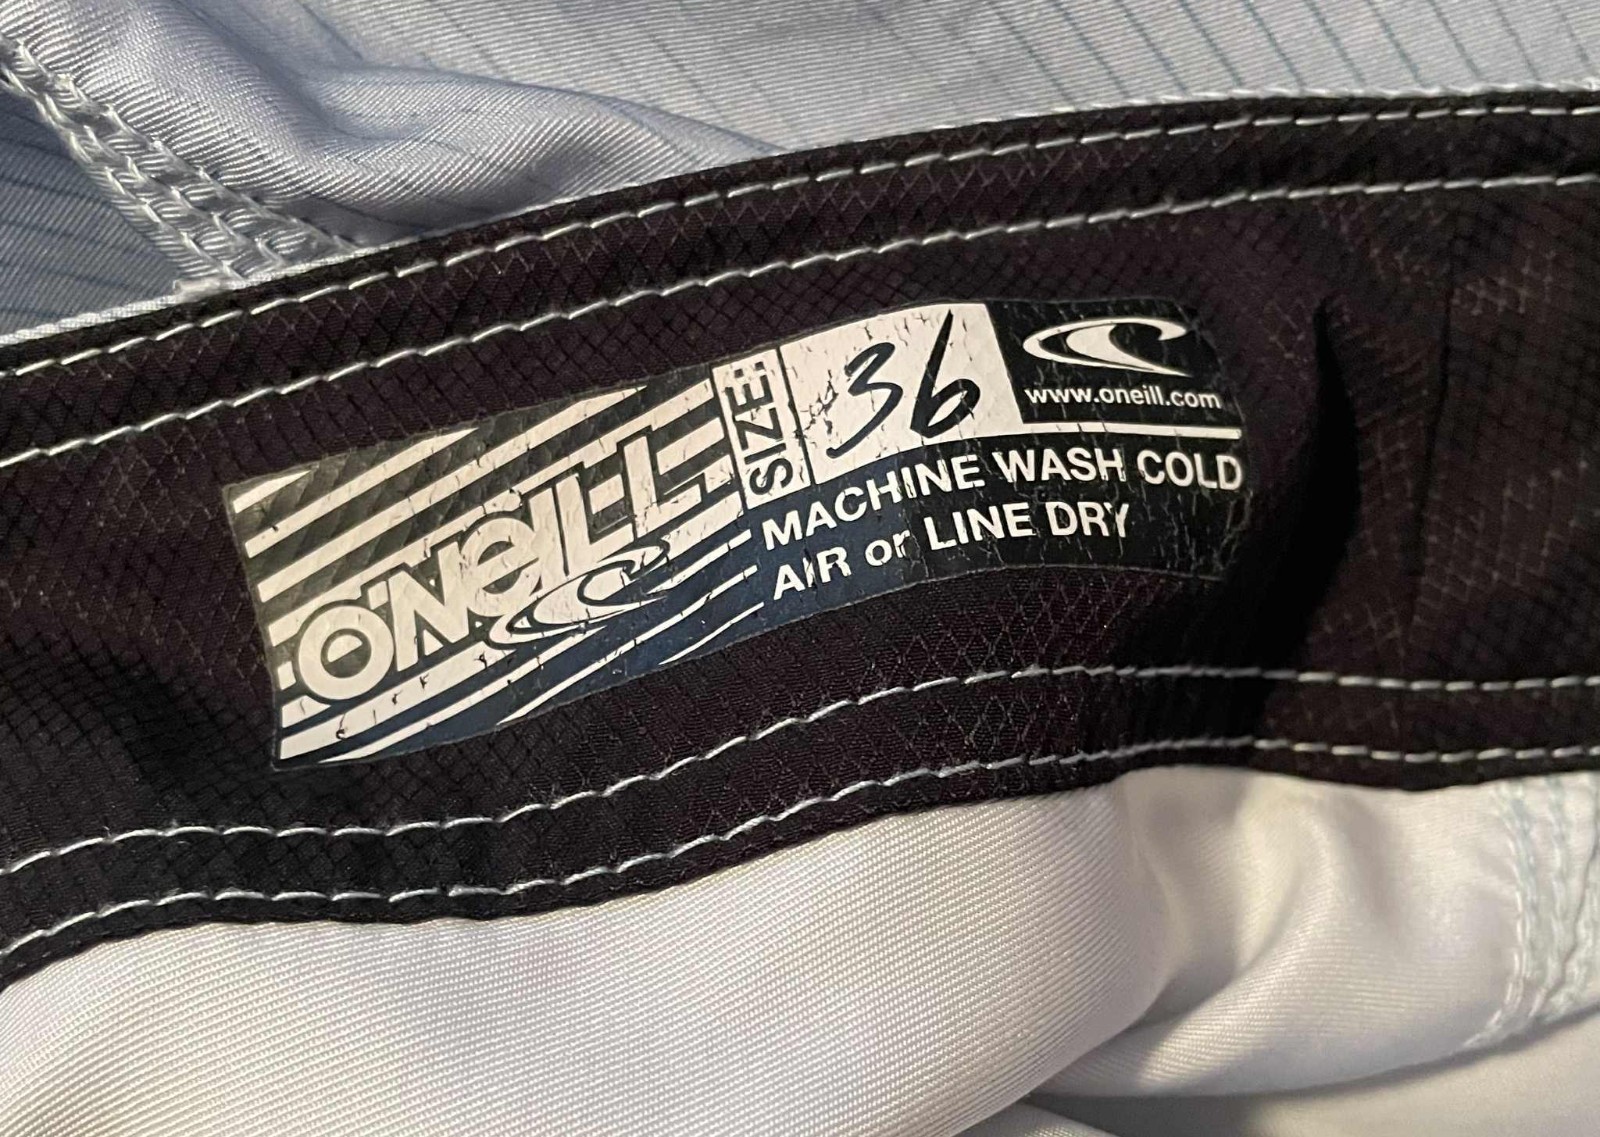 O'NEILL
SIZE: 36
www.oneill.com
MACHINE WASH COLD
AIR or LINE DRY